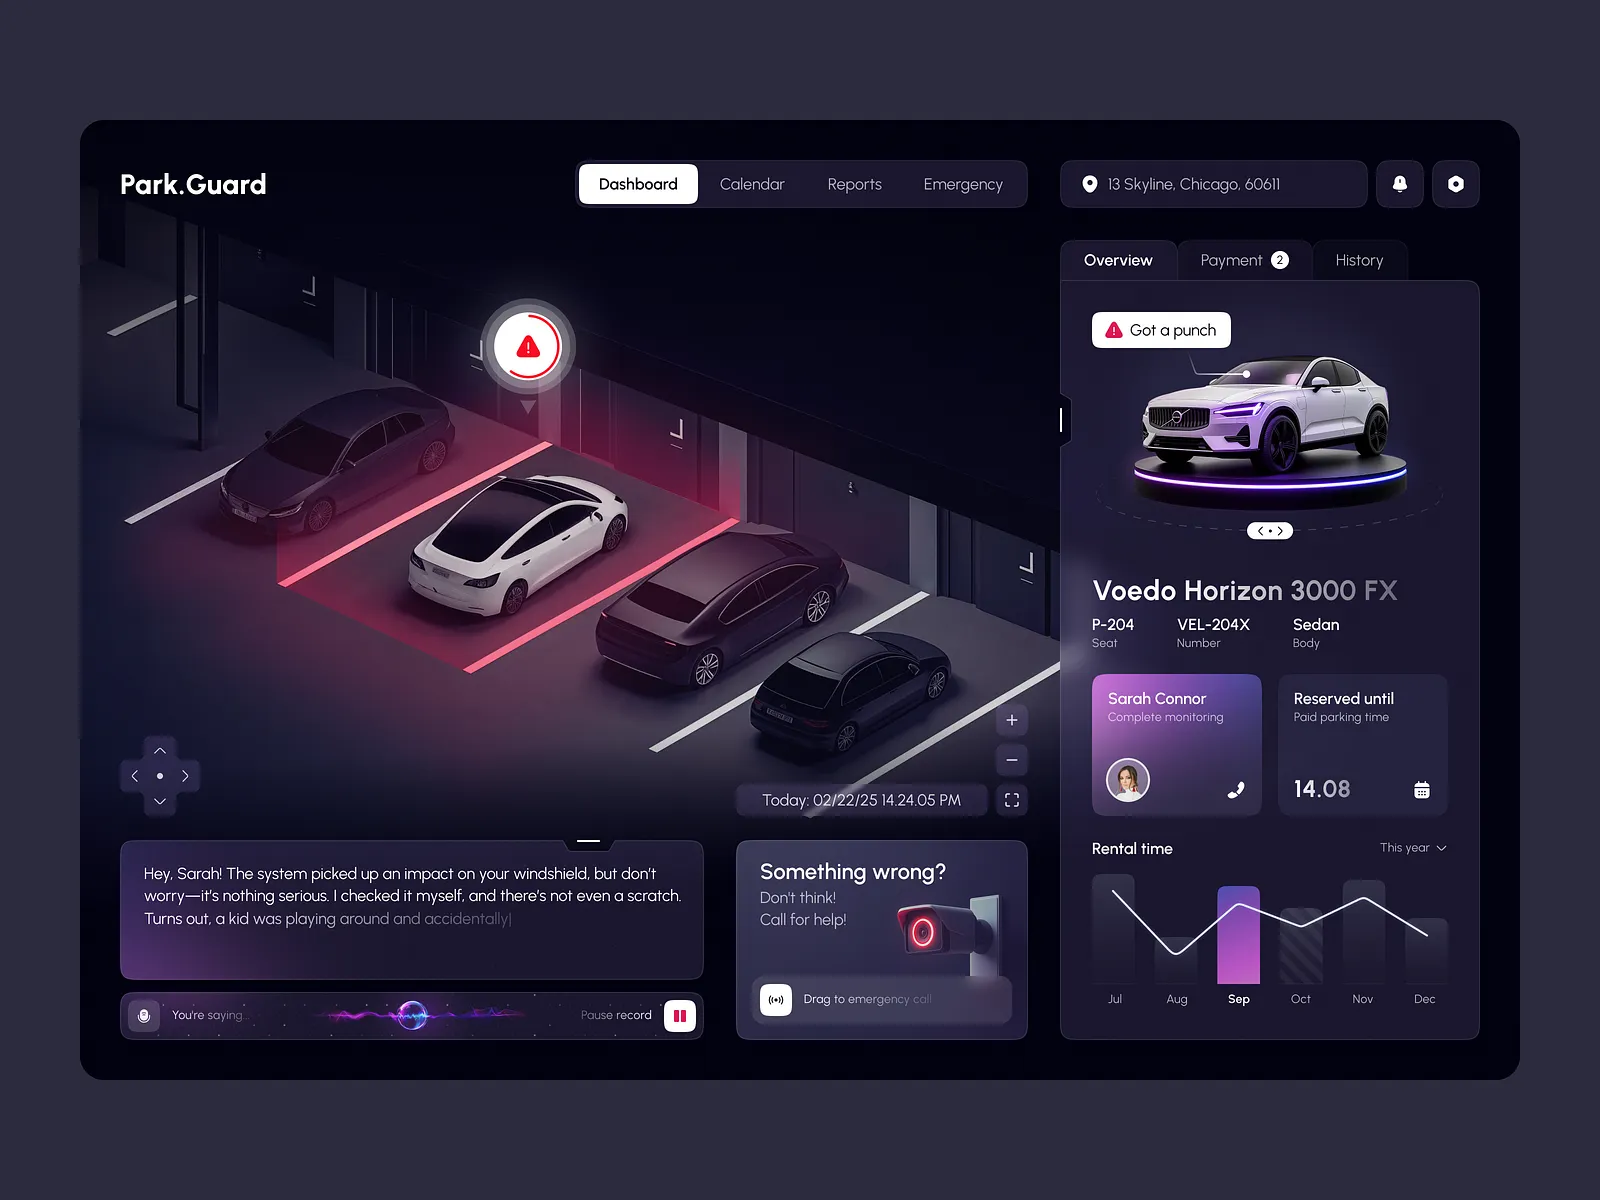 Park.Guard
Dashboard
Calendar
Reports
Emergency
13 Skyline, Chicago, 60611
Overview
Payment 2
History
Got a punch
Voedo Horizon 3000 FX
P-204
Seat
VEL-204X
Number
Sedan
Body
Sarah Connor
Complete monitoring
Reserved until
Paid parking time
14.08
Rental time
This year
Jul
Aug
Sep
Oct
Nov
Dec
Today: 02/22/25 14.24.05 PM
Hey, Sarah! The system picked up an impact on your windshield, but don't
worry—it's nothing serious. I checked it myself, and there's not even a scratch.
Turns out, a kid was playing around and accidentally|
You're saying...
Pause record
Something wrong?
Don't think!
Call for help!
Drag to emergency call